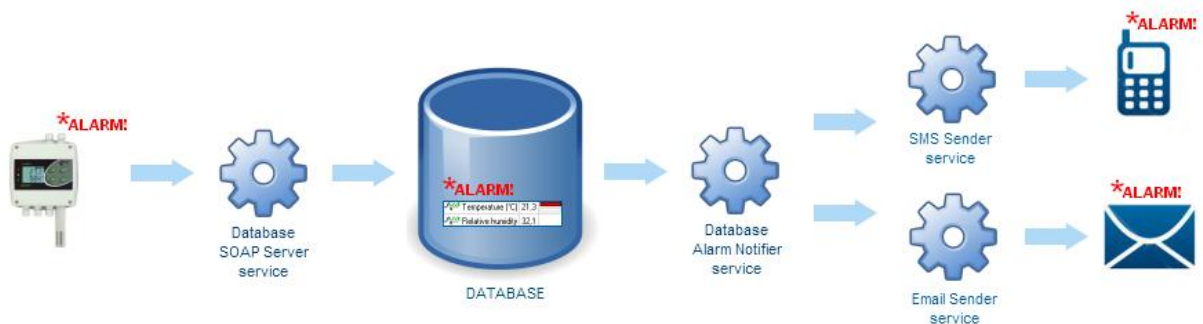 *ALARM!
Database
SOAP Server
service
*ALARM!
Temperature (°C) 21,3
Relative humidity 32,1
DATABASE
Database
Alarm Notifier
service
SMS Sender
service
*ALARM!
Email Sender
service
*ALARM!